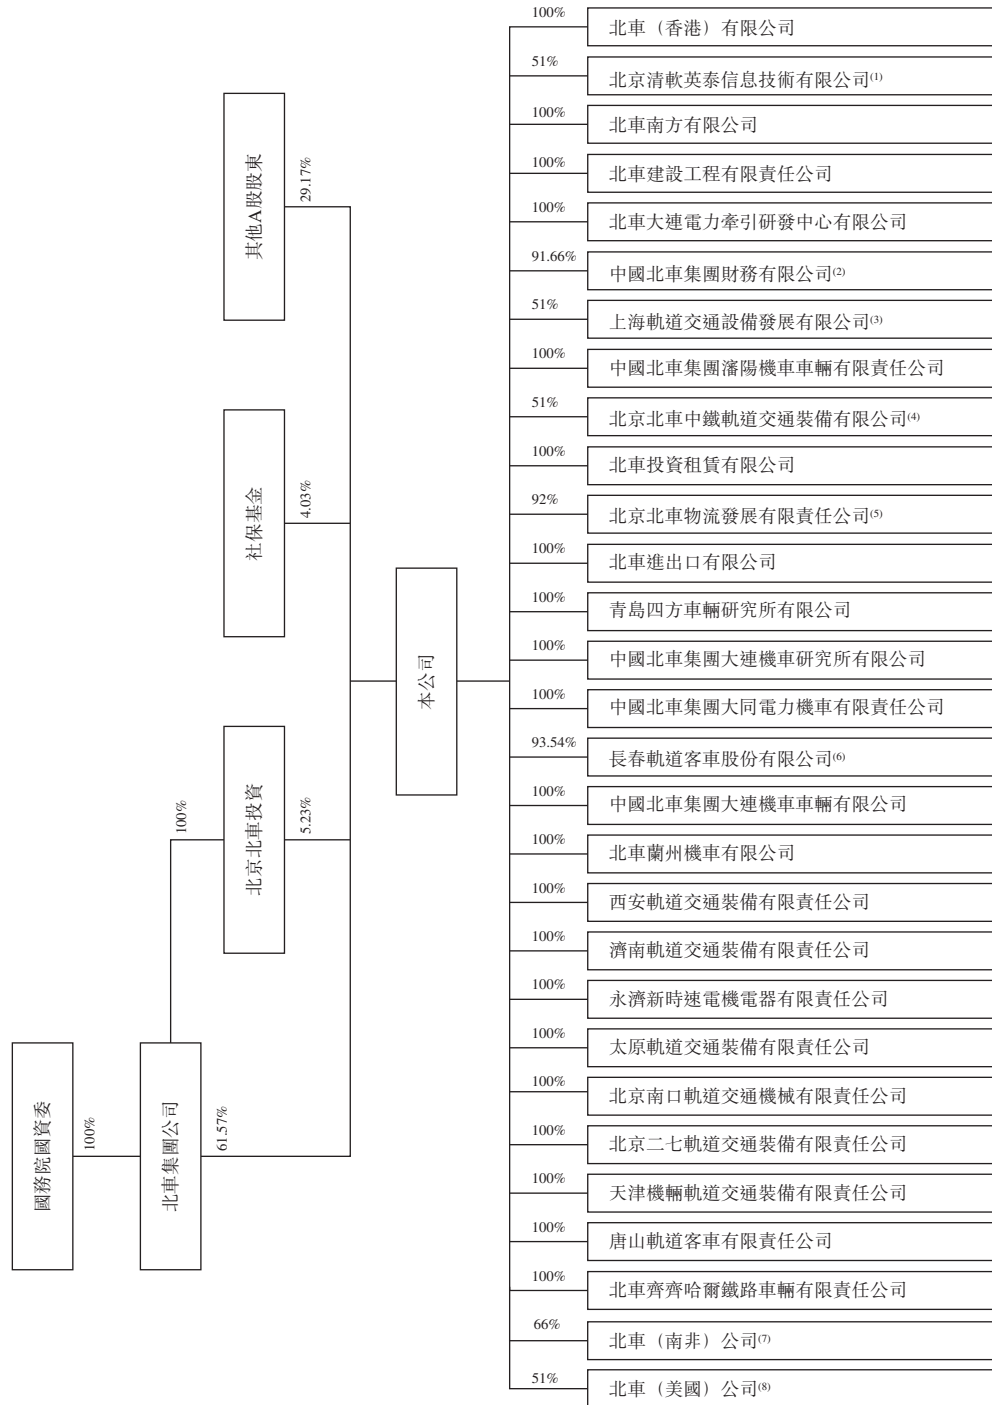 國務院國資委
100%
北車集團公司
61.57%
100%
北京北車投資
5.23%
社保基金
4.03%
其他A股股東
29.17%
本公司
100%
北車（香港）有限公司
51%
北京清軟英泰信息技術有限公司(1)
100%
北車南方有限公司
100%
北車建設工程有限責任公司
100%
北車大連電力牽引研發中心有限公司
91.66%
中國北車集團財務有限公司(2)
51%
上海軌道交通設備發展有限公司(3)
100%
中國北車集團瀋陽機車車輛有限責任公司
51%
北京北車中鐵軌道交通裝備有限公司(4)
100%
北車投資租賃有限公司
92%
北京北車物流發展有限責任公司(5)
100%
北車進出口有限公司
100%
青島四方車輛研究所有限公司
100%
中國北車集團大連機車研究所有限公司
100%
中國北車集團大同電力機車有限責任公司
93.54%
長春軌道客車股份有限公司(6)
100%
中國北車集團大連機車車輛有限公司
100%
北車蘭州機車有限公司
100%
西安軌道交通裝備有限責任公司
100%
濟南軌道交通裝備有限責任公司
100%
永濟新時速電機電器有限責任公司
100%
太原軌道交通裝備有限責任公司
100%
北京南口軌道交通機械有限責任公司
100%
北京二七軌道交通裝備有限責任公司
100%
天津機輛軌道交通裝備有限責任公司
100%
唐山軌道客車有限責任公司
100%
北車齊齊哈爾鐵路車輛有限責任公司
66%
北車（南非）公司(7)
51%
北車（美國）公司(8)